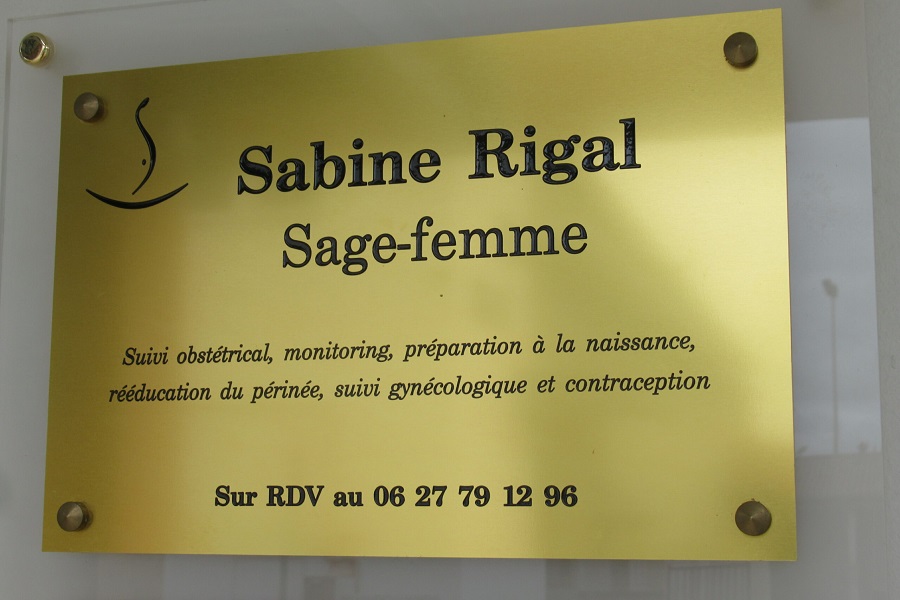 Sabine Rigal
Sage-femme
Suivi obstétrical, monitoring, préparation à la naissance,
rééducation du périnée, suivi gynécologique et contraception
Sur RDV au 06 27 79 12 96